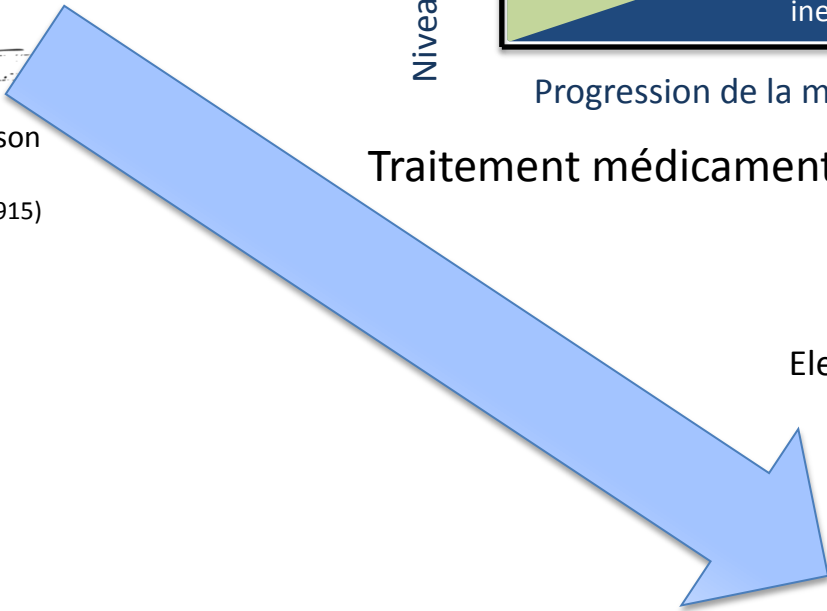 ine
Nivea
Progression de la m
son
Traitement médicament
915)
Ele